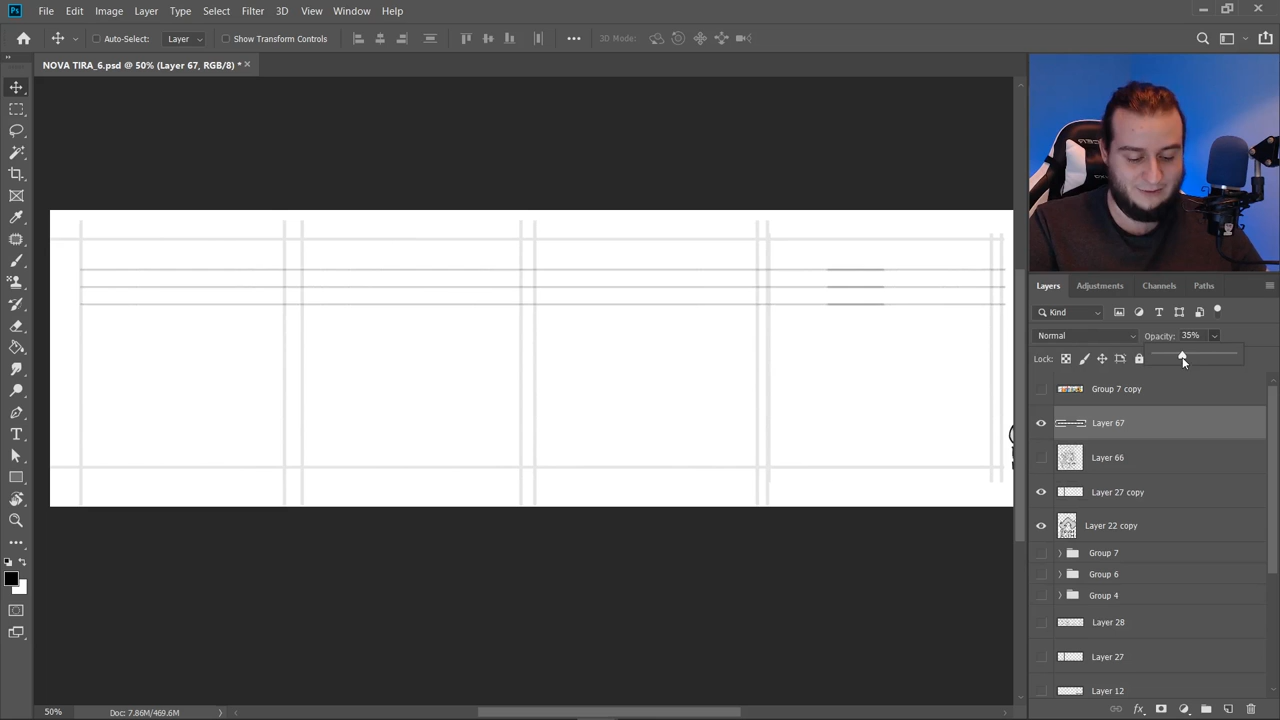 Ps File Edit Image Layer Type Select Filter 3D View Window Help
Auto-Select: Layer Show Transform Controls 3D Mode:
NOVA TIRA_6.psd @ 50% (Layer 67, RGB/8) *
Layers Adjustments Channels Paths
Kind
Normal Opacity: 35%
Lock:
Group 7 copy
Layer 67
Layer 66
Layer 27 copy
Layer 22 copy
Group 7
Group 6
Group 4
Layer 28
Layer 27
Layer 12
50% Doc: 7.86M/469.6M